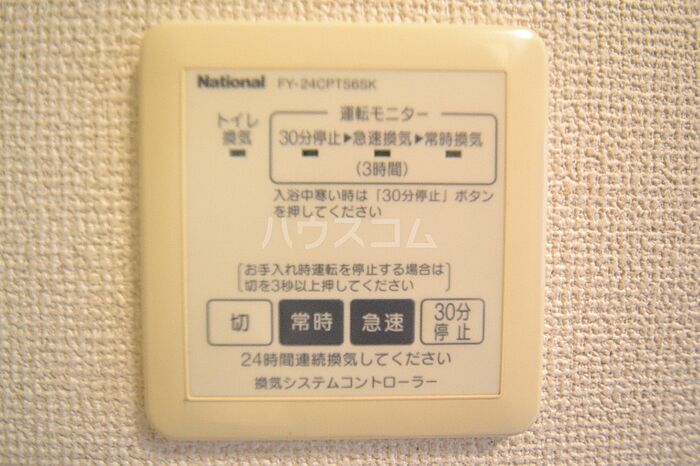 National FY-24CPTS6SK
トイレ
換気
運転モニター
30分停止▶急速換気▶常時換気
(3時間)
入浴中寒い時は「30分停止」ボタン
を押してください
ハウスコム
お手入れ時運転を停止する場合は
切を3秒以上押してください
切 常時 急速 30分停止
24時間連続換気してください
換気システムコントローラー